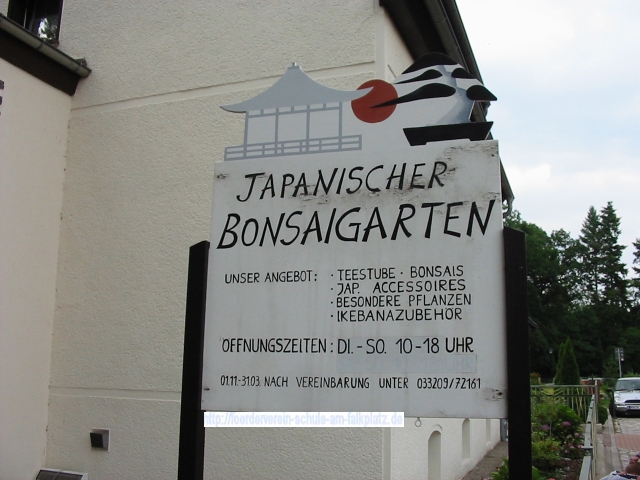 JAPANISCHER
BONSAIGARTEN
UNSER ANGEBOT: · TEESTUBE · BONSAIS
· JAP. ACCESSOIRES
· BESONDERE PFLANZEN
· IKEBANAZUBEHÖR
ÖFFNUNGSZEITEN: DI.-SO. 10-18 UHR
01.11-31.03. NACH VEREINBARUNG UNTER 033209/72161
http://foerderverein-schule-am-falkplatz.de